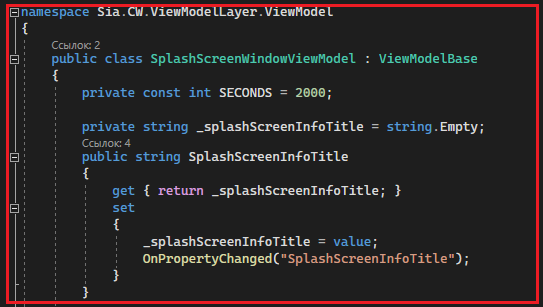 namespace Sia.CW.ViewModelLayer.ViewModel
{
Ссылок: 2
public class SplashScreenWindowViewModel : ViewModelBase
{
private const int SECONDS = 2000;
private string _splashScreenInfoTitle = string.Empty;
Ссылок: 4
public string SplashScreenInfoTitle
{
get { return _splashScreenInfoTitle; }
set
{
_splashScreenInfoTitle = value;
OnPropertyChanged("SplashScreenInfoTitle");
}
}